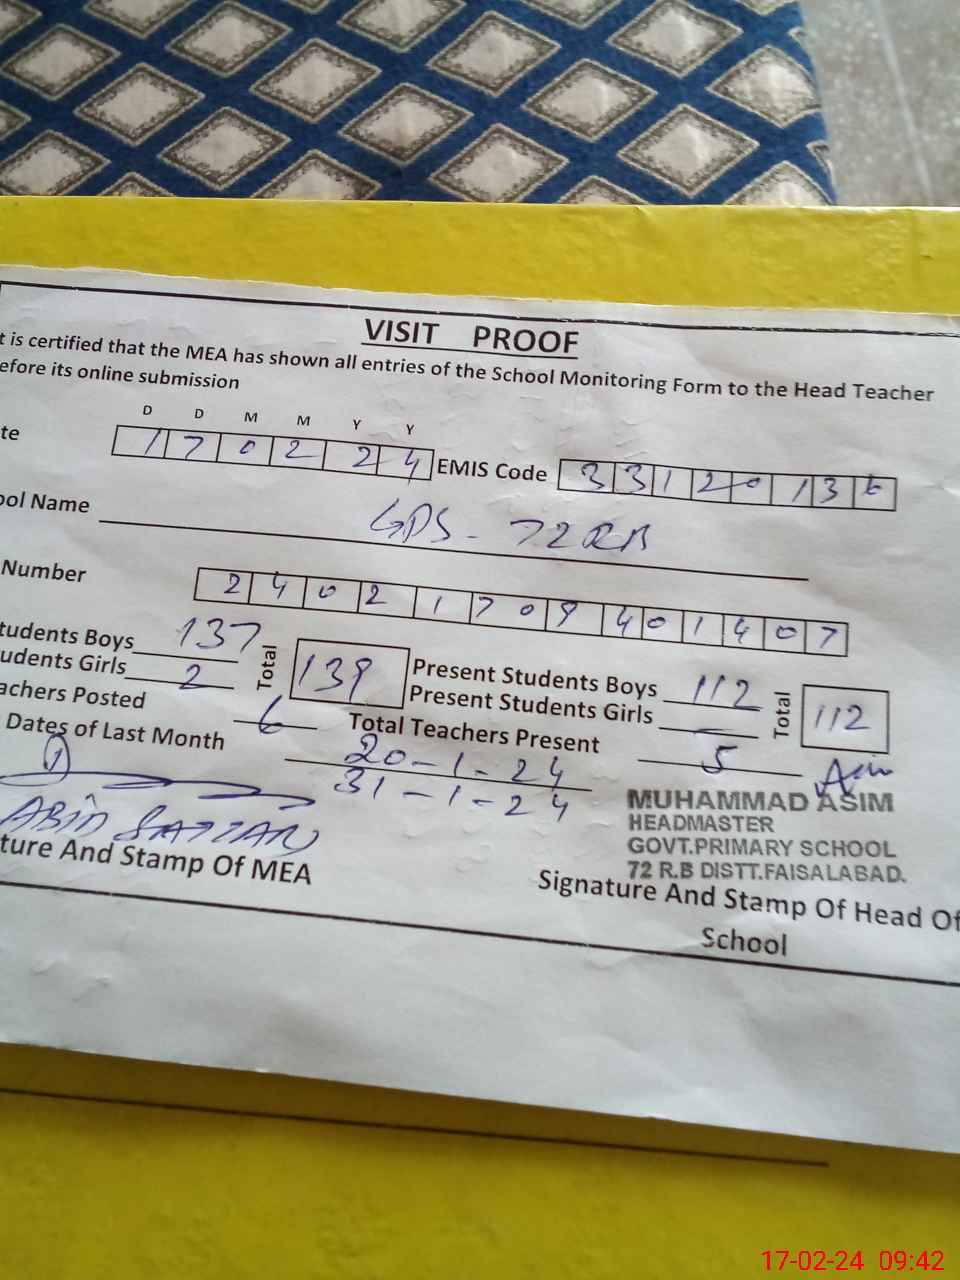 VISIT PROOF
t is certified that the MEA has shown all entries of the School Monitoring Form to the Head Teacher
efore its online submission
D D M M Y Y
te 1 7 0 2 2 4 EMIS Code 3 3 1 2 0 1 3 6
ool Name GPS - 72 RB
Number 2 4 0 2 1 7 0 9 4 0 1 4 0 7
tudents Boys 137 Total 139 Present Students Boys 112 Total 112
udents Girls 2 Present Students Girls —
achers Posted 6 Total Teachers Present 5
Dates of Last Month 20-1-24
31-1-24
1
ABID SATTAR
Asim
MUHAMMAD ASIM
HEADMASTER
GOVT.PRIMARY SCHOOL
72 R.B DISTT.FAISALABAD.
ture And Stamp Of MEA
Signature And Stamp Of Head Of
School
17-02-24 09:42